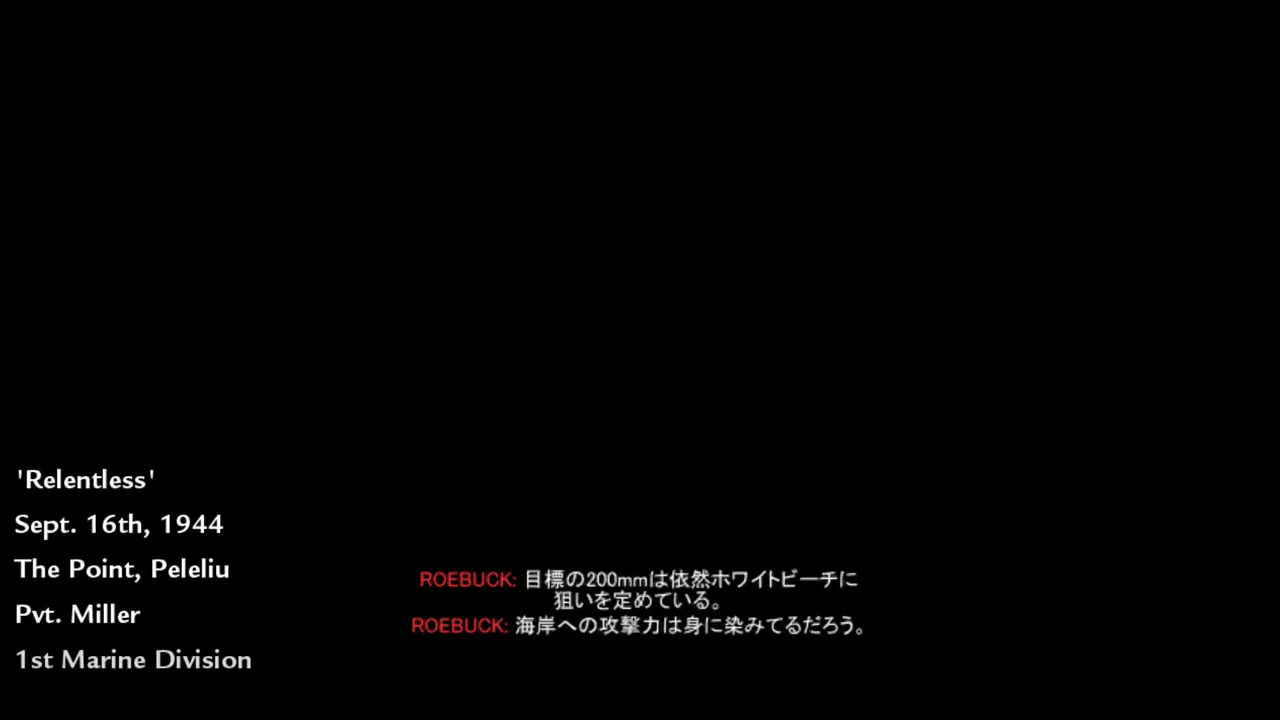 'Relentless'
Sept. 16th, 1944
The Point, Peleliu
Pvt. Miller
1st Marine Division
ROEBUCK: 目標の200mmは依然ホワイトビーチに
狙いを定めている。
ROEBUCK: 海岸への攻撃力は身に染みてるだろう。